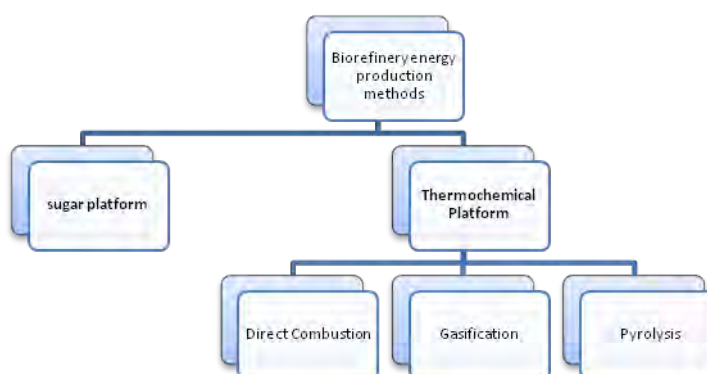 Biorefinery energy
production
methods
sugar platform
Thermochemical
Platform
Direct Combustion
Gasification
Pyrolysis